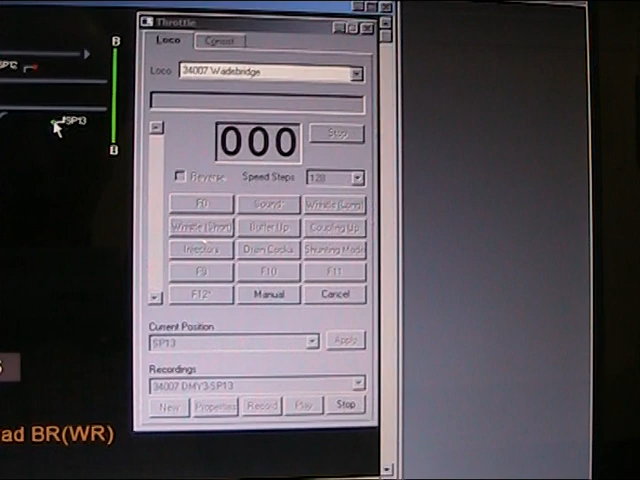 Throttle
Loco
Consist
B
Loco 34007 Wadebridge
SP13
000
Stop
B
Reverse Speed Steps 128
F0 Sound* Whistle (Long)
Whistle (Short) Buffer Up Coupling Up
Injectors Drain Cocks Shunting Mode
F9 F10 F11
F12* Manual Cancel
Current Position
SP13 Apply
Recordings
34007 DMY3-SP13
New Properties Record Play Stop
ad BR(WR)